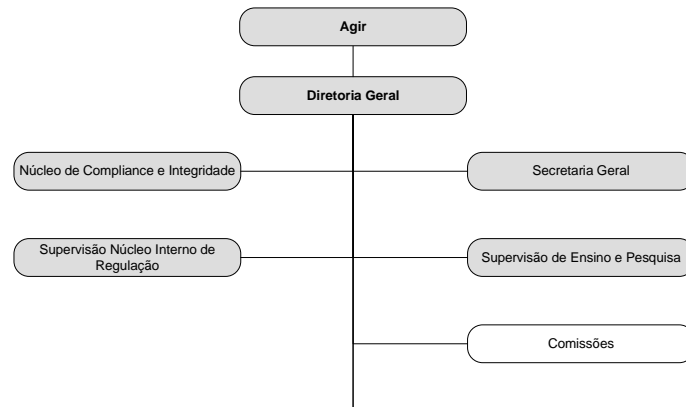 Agir
Diretoria Geral
Núcleo de Compliance e Integridade
Secretaria Geral
Supervisão Núcleo Interno de
Regulação
Supervisão de Ensino e Pesquisa
Comissões